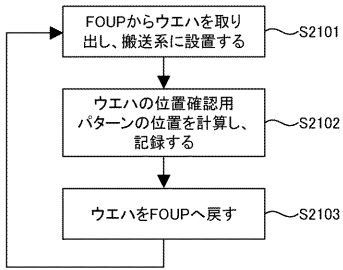 FOUPからウエハを取り
出し、搬送系に設置する
S2101
ウエハの位置確認用
パターンの位置を計算し、
記録する
S2102
ウエハをFOUPへ戻す
S2103